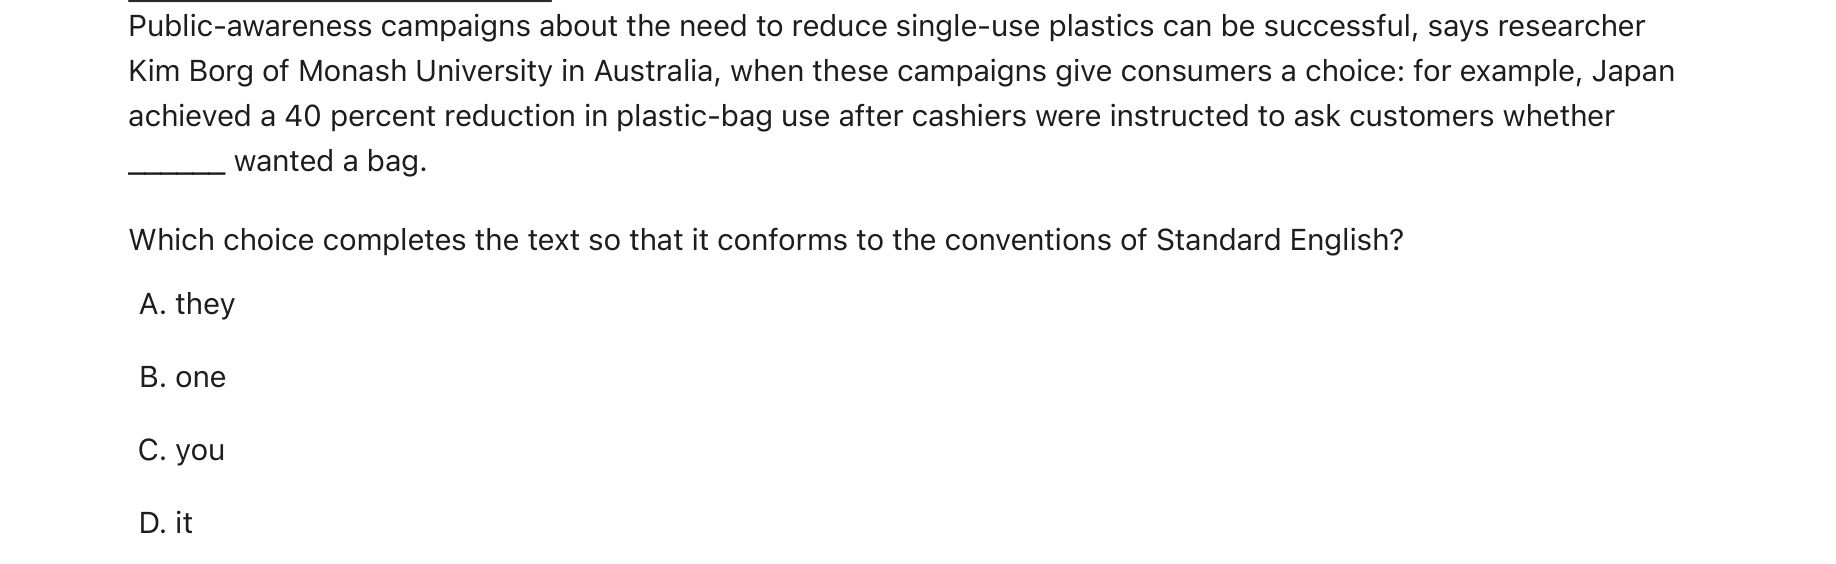 Public-awareness campaigns about the need to reduce single-use plastics can be successful, says researcher
Kim Borg of Monash University in Australia, when these campaigns give consumers a choice: for example, Japan
achieved a 40 percent reduction in plastic-bag use after cashiers were instructed to ask customers whether
______ wanted a bag.
Which choice completes the text so that it conforms to the conventions of Standard English?
A. they
B. one
C. you
D. it